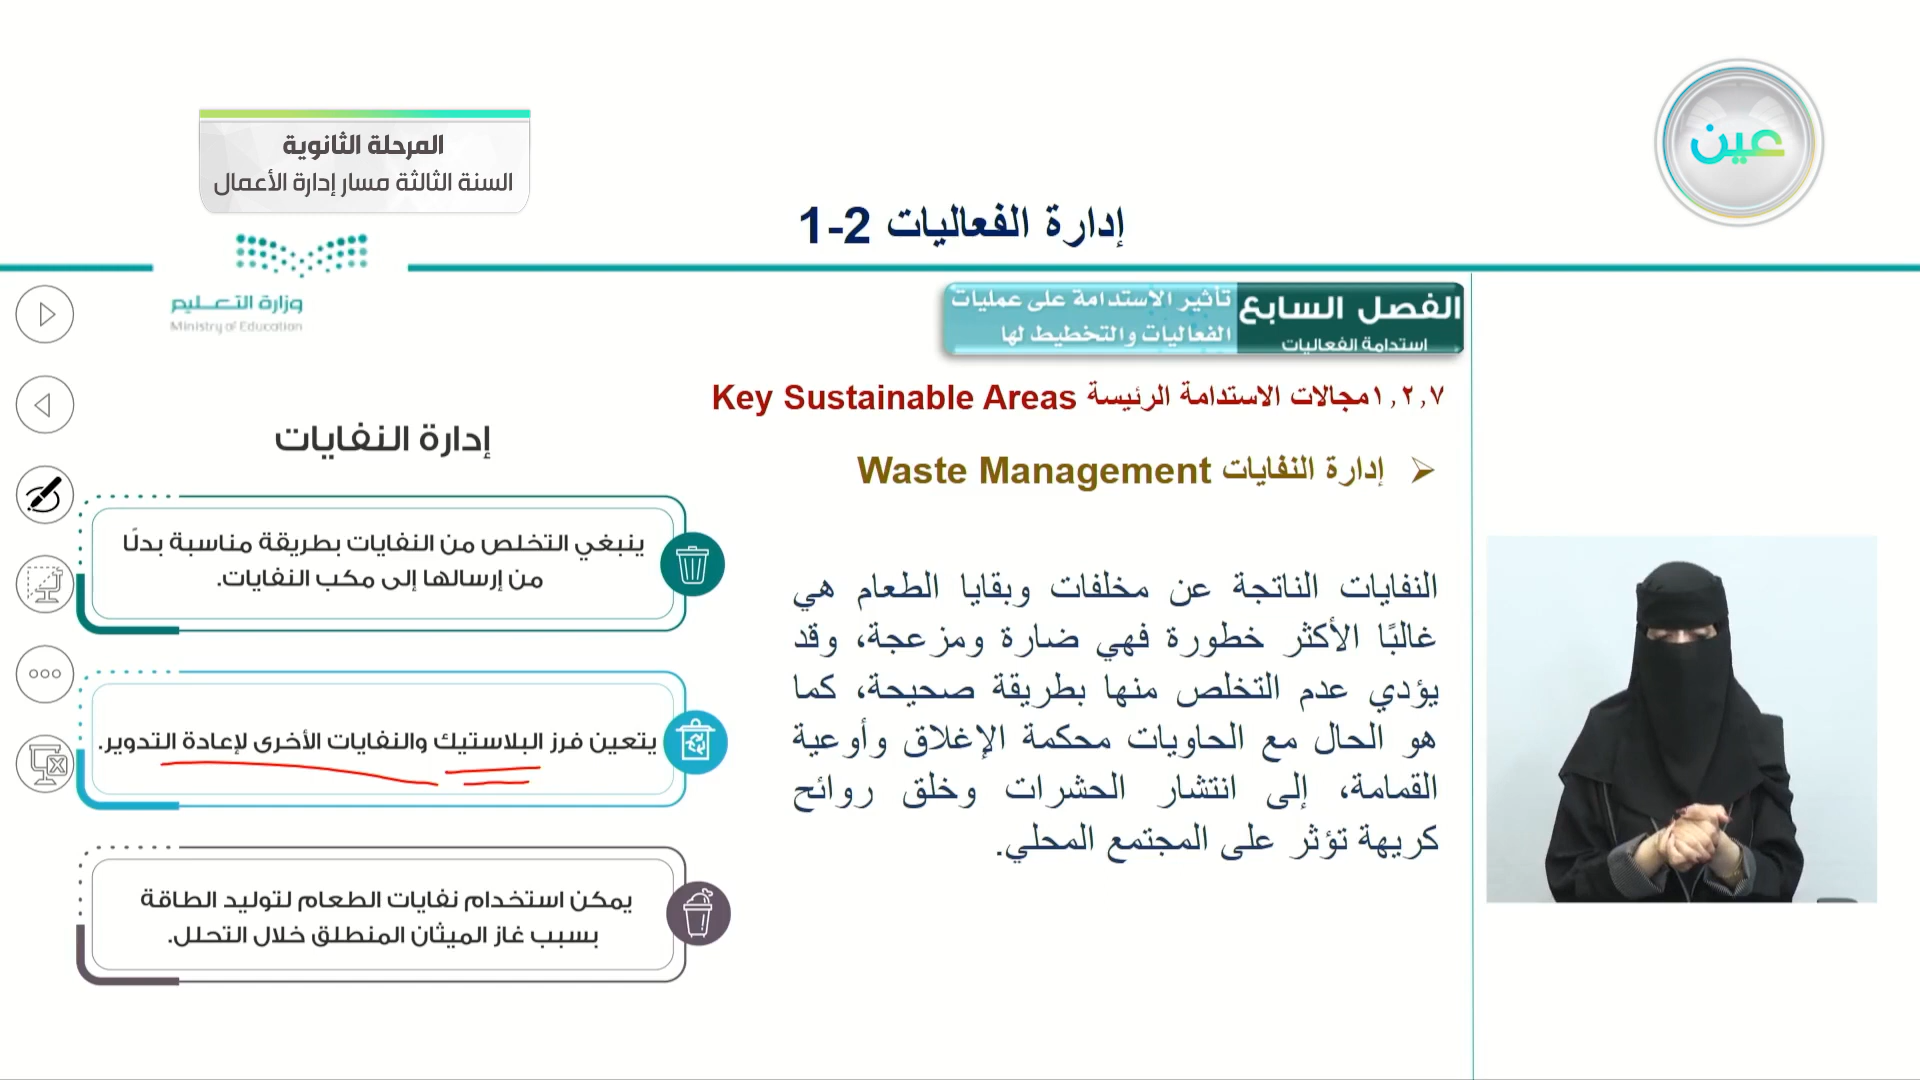 المرحلة الثانوية
السنة الثالثة مسار إدارة الأعمال
عين
إدارة الفعاليات 2-1
وزارة التعليم
Ministry of Education
الفصل السابع
استدامة الفعاليات
تأثير الاستدامة على عمليات
الفعاليات والتخطيط لها
١,٢,٧مجالات الاستدامة الرئيسة Key Sustainable Areas
إدارة النفايات Waste Management
النفايات الناتجة عن مخلفات وبقايا الطعام هي
غالبًا الأكثر خطورة فهي ضارة ومزعجة، وقد
يؤدي عدم التخلص منها بطريقة صحيحة، كما
هو الحال مع الحاويات محكمة الإغلاق وأوعية
القمامة، إلى انتشار الحشرات وخلق روائح
كريهة تؤثر على المجتمع المحلي.
إدارة النفايات
ينبغي التخلص من النفايات بطريقة مناسبة بدلًا
من إرسالها إلى مكب النفايات.
يتعين فرز البلاستيك والنفايات الأخرى لإعادة التدوير.
يمكن استخدام نفايات الطعام لتوليد الطاقة
بسبب غاز الميثان المنطلق خلال التحلل.